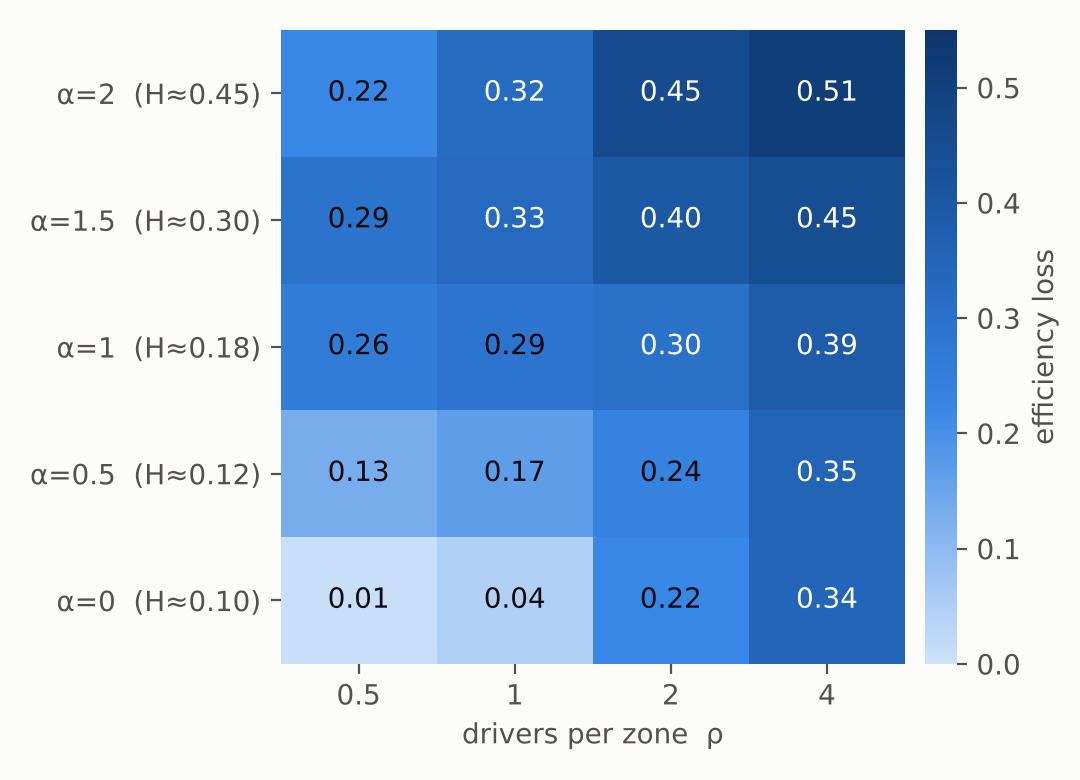 α=2 (H≈0.45) 0.22 0.32 0.45 0.51
α=1.5 (H≈0.30) 0.29 0.33 0.40 0.45
α=1 (H≈0.18) 0.26 0.29 0.30 0.39
α=0.5 (H≈0.12) 0.13 0.17 0.24 0.35
α=0 (H≈0.10) 0.01 0.04 0.22 0.34
0.5 1 2 4
drivers per zone ρ
0.5
0.4
0.3
0.2
0.1
0.0
efficiency loss